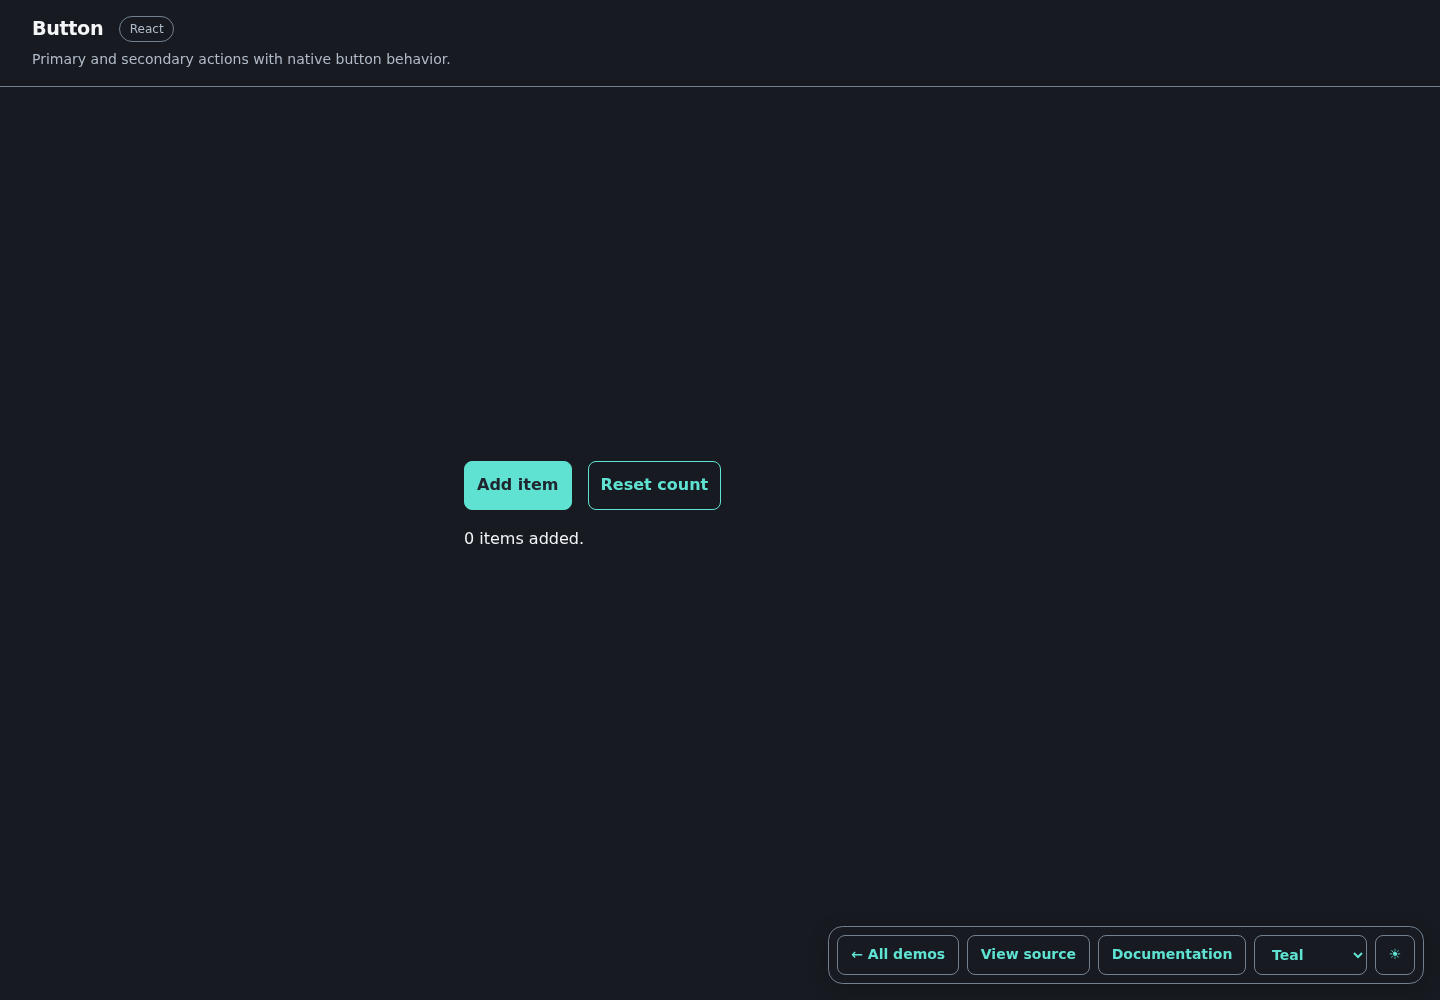 Button React
Primary and secondary actions with native button behavior.
Add item Reset count
0 items added.
← All demos View source Documentation Teal ☀